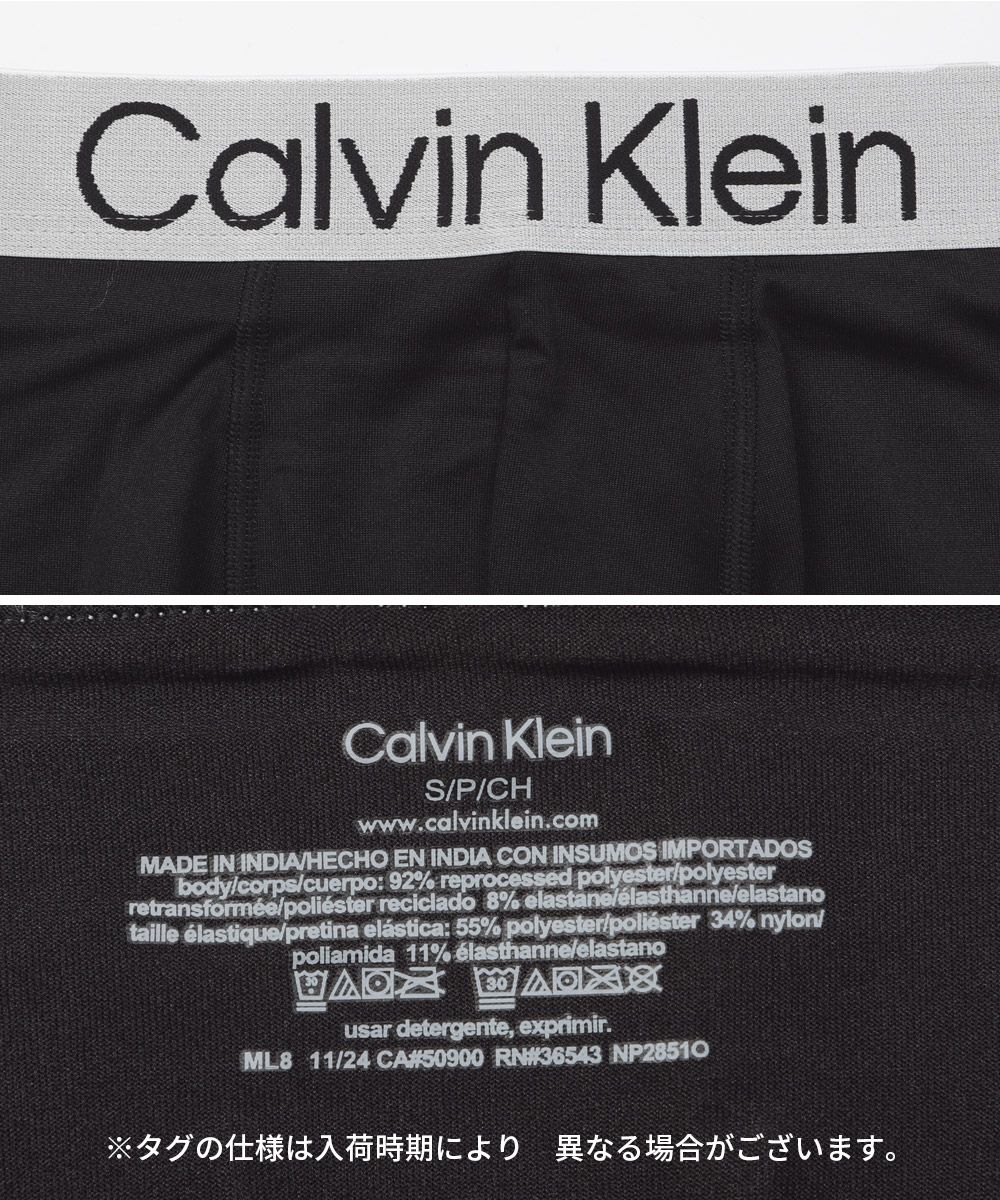 Calvin Klein
Calvin Klein
S/P/CH
www.calvinklein.com
MADE IN INDIA/HECHO EN INDIA CON INSUMOS IMPORTADOS
body/corps/cuerpo: 92% reprocessed polyester/polyester
retransformée/poliéster reciclado 8% elastane/élasthanne/elastano
taille élastique/pretina elástica: 55% polyester/poliéster 34% nylon/
poliamida 11% élasthanne/elastano
30 30
usar detergente, exprimir.
ML8 11/24 CA#50900 RN#36543 NP2851O
※タグの仕様は入荷時期により 異なる場合がございます。